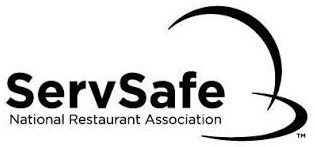 ServSafe
National Restaurant Association
TM